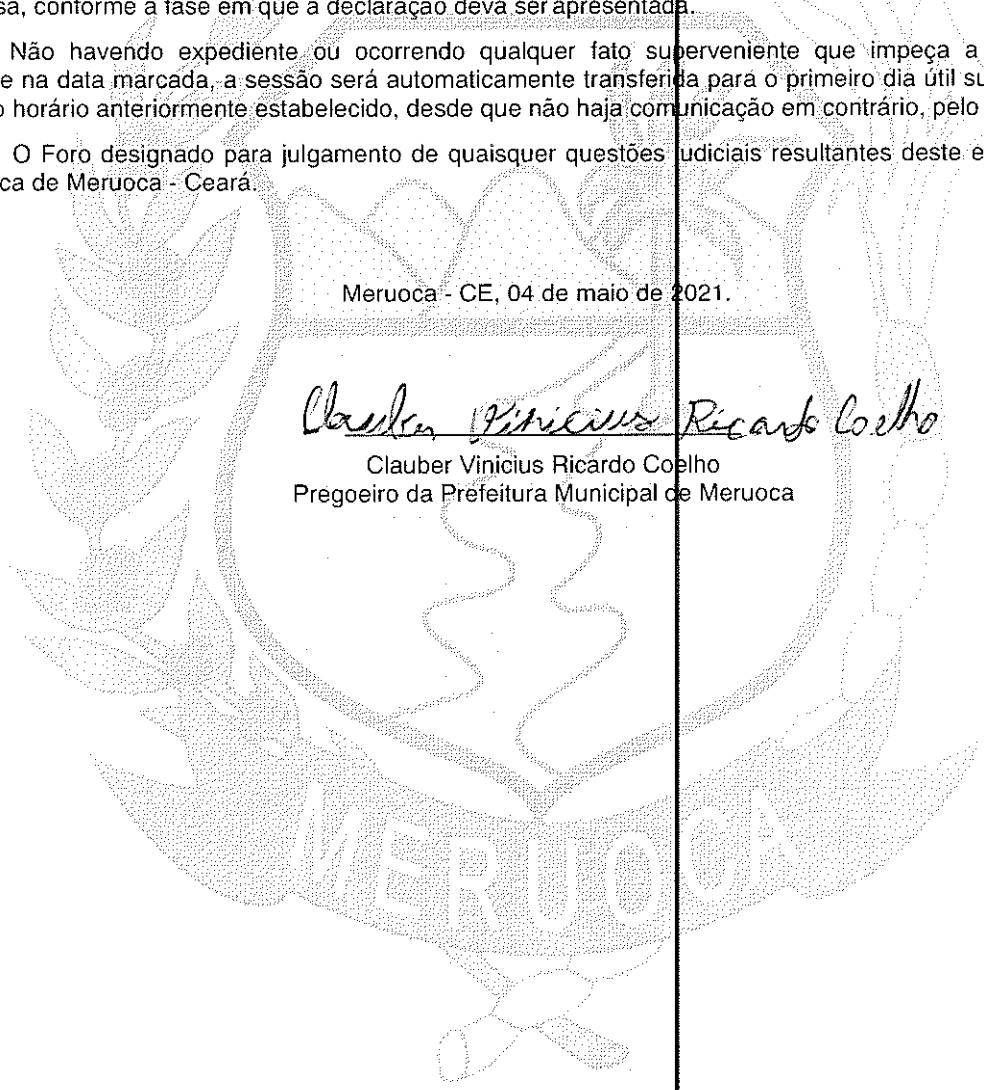 sa, conforme a fase em que a declaração deva ser apresentada.
Não havendo expediente ou ocorrendo qualquer fato superveniente que impeça a
e na data marcada, a sessão será automaticamente transferida para o primeiro dia útil su
o horário anteriormente estabelecido, desde que não haja comunicação em contrário, pelo
O Foro designado para julgamento de quaisquer questões judiciais resultantes deste e
ca de Meruoca - Ceará.
Meruoca - CE, 04 de maio de 2021.
Clauber Vinicius Ricardo Coelho
Clauber Vinicius Ricardo Coelho
Pregoeiro da Prefeitura Municipal de Meruoca
MERUOCA